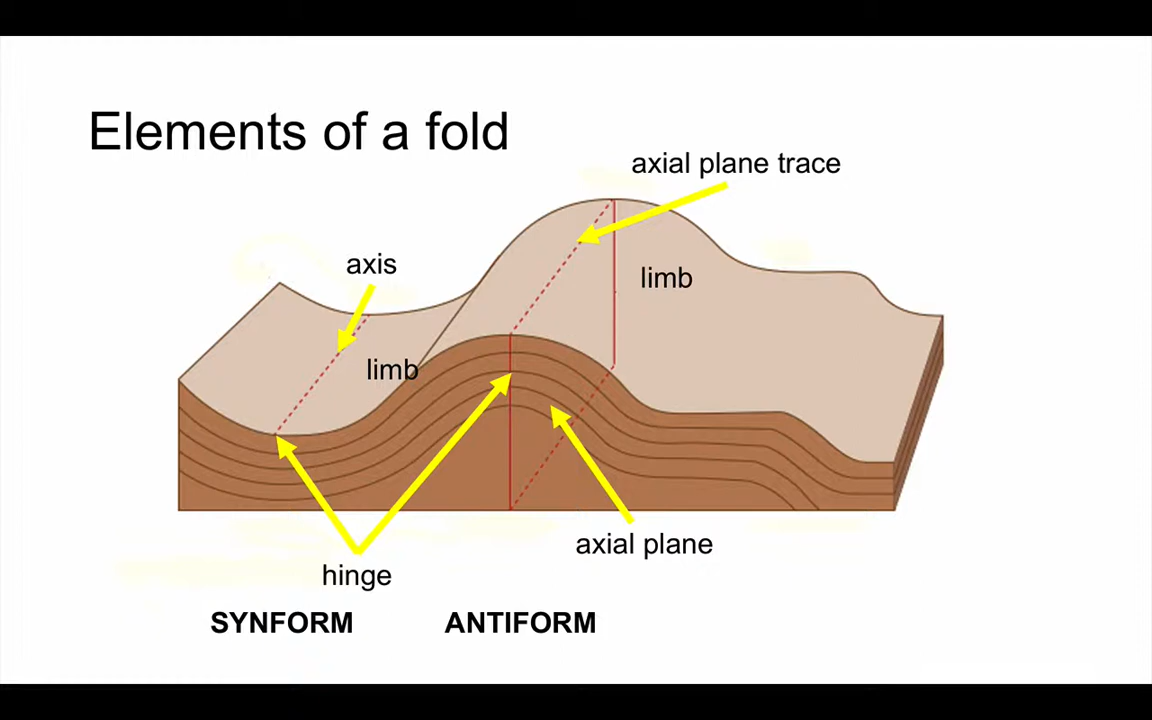 Elements of a fold
axial plane trace
axis
limb
limb
axial plane
hinge
SYNFORM
ANTIFORM